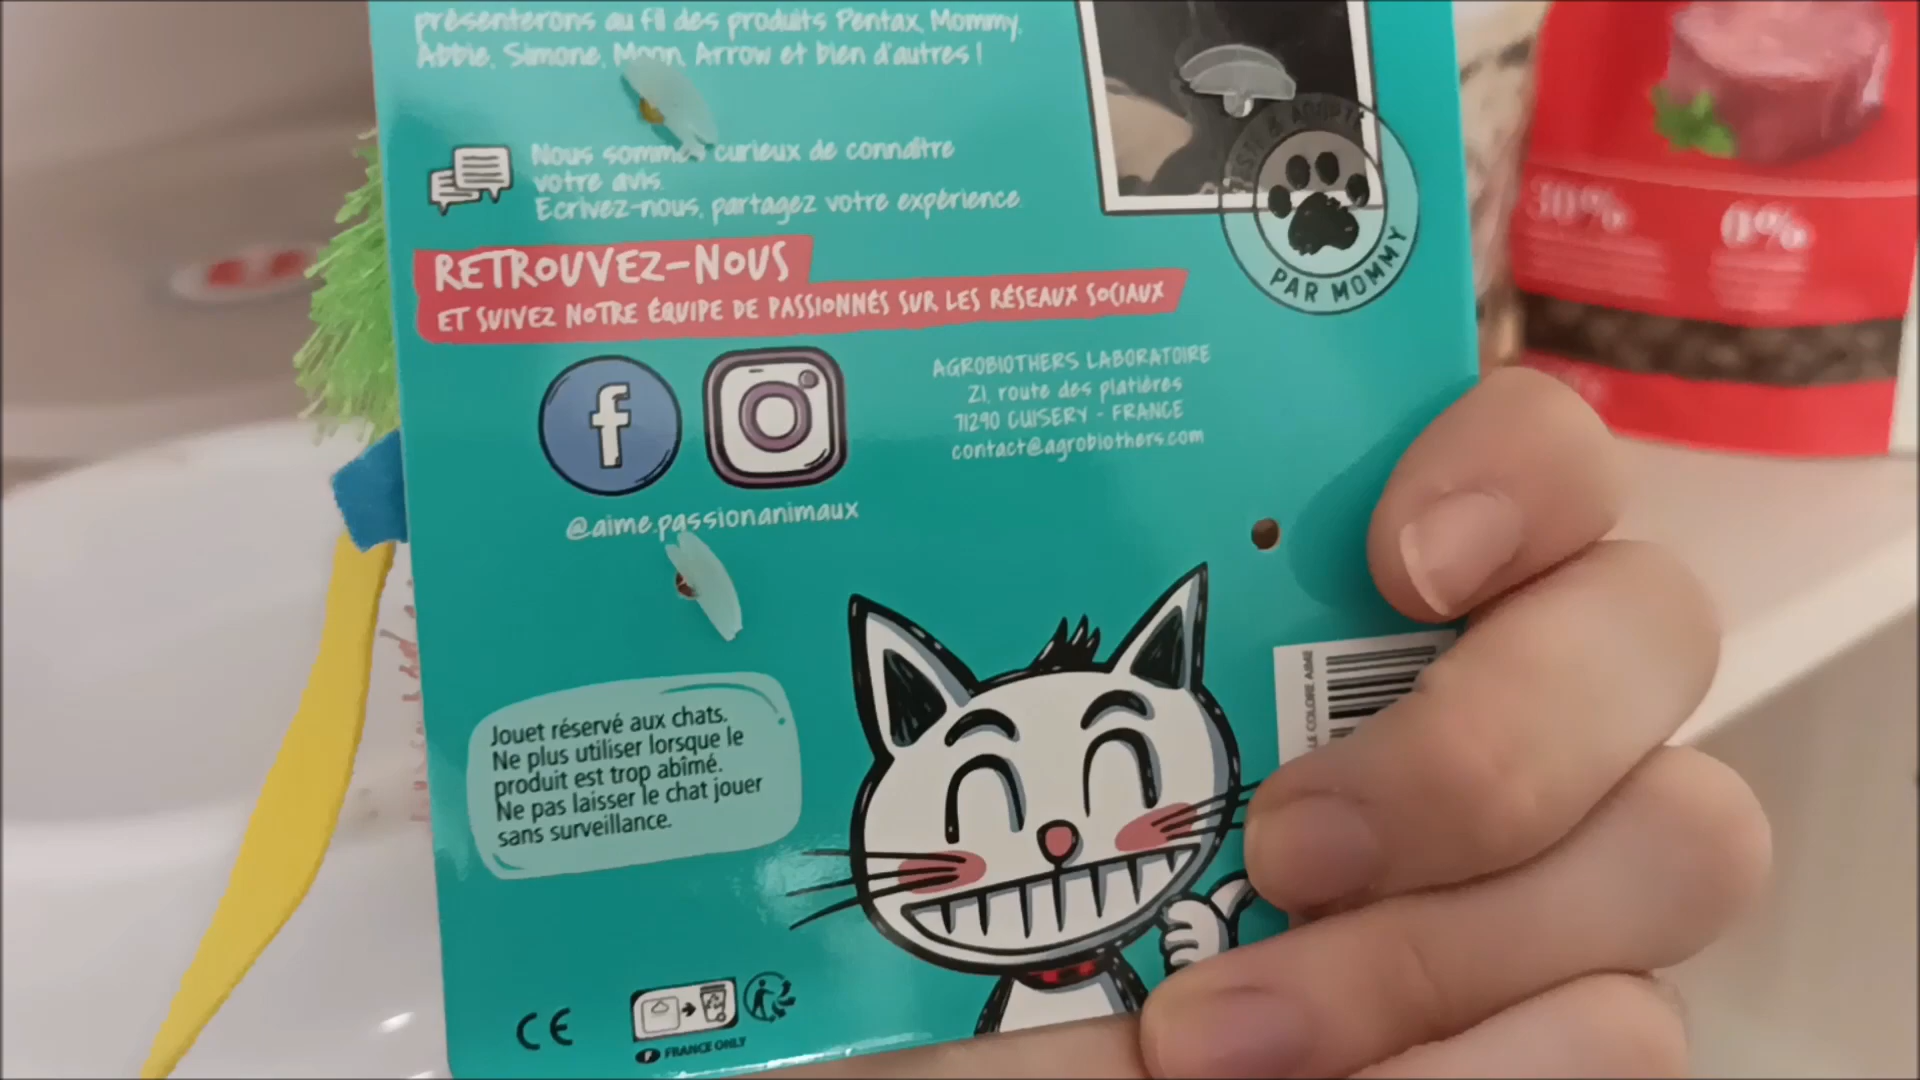 présenterons au fil des produits Pentax, Mommy,
Abbie, Simone, Moon, Arrow et bien d'autres !
Nous sommes curieux de connaître
votre avis.
Ecrivez-nous, partagez votre expérience.
PAR MOMMY
30%
0%
RETROUVEZ-NOUS
ET SUIVEZ NOTRE ÉQUIPE DE PASSIONNÉS SUR LES RÉSEAUX SOCIAUX
f
AGROBIOTHERS LABORATOIRE
ZI, route des platières
71290 CUISERY - FRANCE
contact@agrobiothers.com
@aime.passionanimaux
Jouet réservé aux chats.
Ne plus utiliser lorsque le
produit est trop abîmé.
Ne pas laisser le chat jouer
sans surveillance.
COLORE AIME
CE
FRANCE ONLY